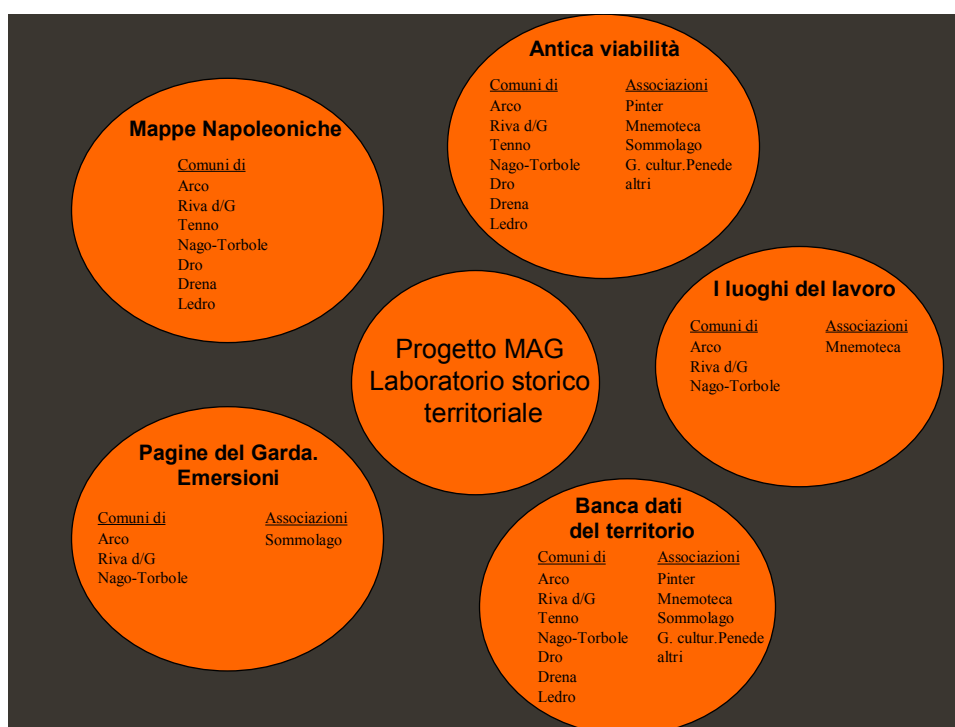 Antica viabilità
Comuni di Associazioni
Arco Pinter
Riva d/G Mnemoteca
Tenno Sommolago
Nago-Torbole G. cultur.Penede
Dro altri
Drena
Ledro
Mappe Napoleoniche
Comuni di
Arco
Riva d/G
Tenno
Nago-Torbole
Dro
Drena
Ledro
I luoghi del lavoro
Comuni di Associazioni
Arco Mnemoteca
Riva d/G
Nago-Torbole
Progetto MAG
Laboratorio storico
territoriale
Pagine del Garda.
Emersioni
Comuni di Associazioni
Arco Sommolago
Riva d/G
Nago-Torbole
Banca dati
del territorio
Comuni di Associazioni
Arco Pinter
Riva d/G Mnemoteca
Tenno Sommolago
Nago-Torbole G. cultur.Penede
Dro altri
Drena
Ledro